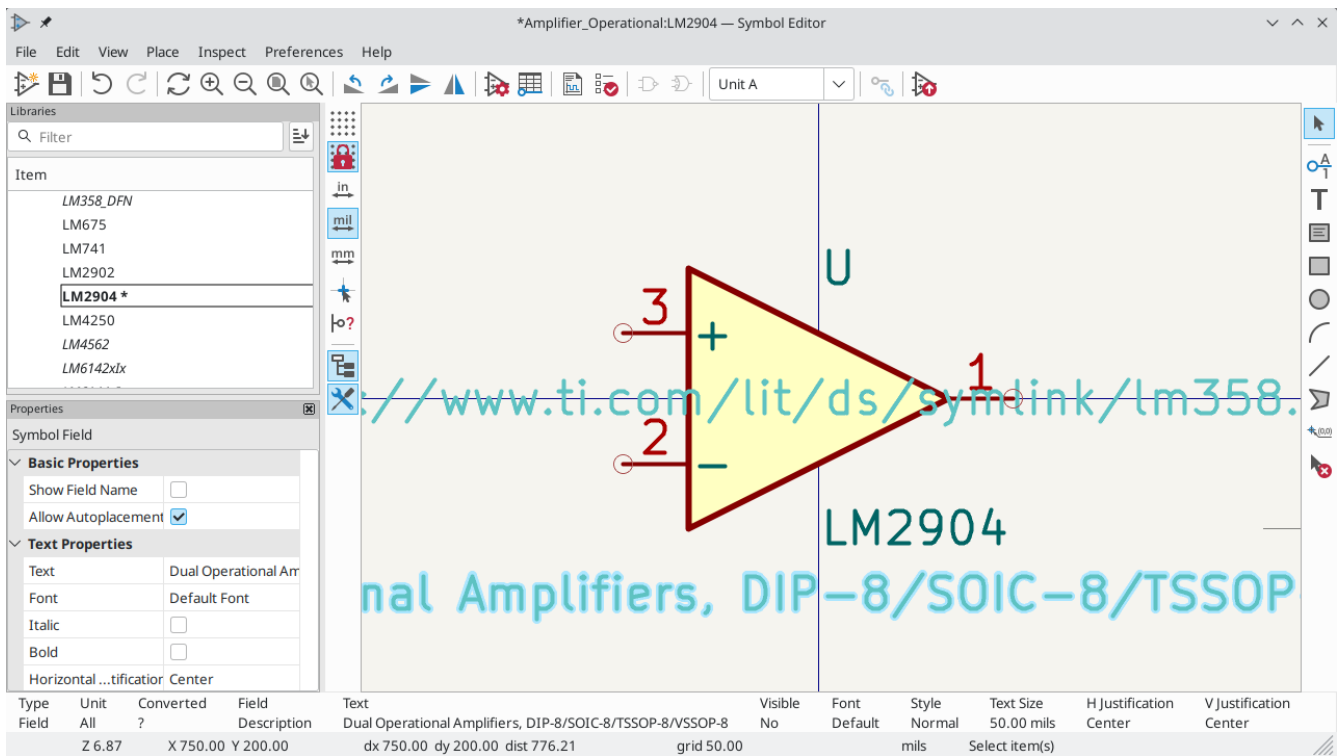 *Amplifier_Operational:LM2904 — Symbol Editor
File Edit View Place Inspect Preferences Help
Unit A
Libraries
Filter
Item
LM358_DFN
LM675
LM741
LM2902
LM2904 *
LM4250
LM4562
LM6142xIx
in
mil
mm
?
A
1
T
(0,0)
U
3
+
1
://www.ti.com/lit/ds/symlink/lm358.
2
−
LM2904
nal Amplifiers, DIP-8/SOIC-8/TSSOP
Properties
Symbol Field
Basic Properties
Show Field Name
Allow Autoplacement
Text Properties
Text Dual Operational Am
Font Default Font
Italic
Bold
Horizontal ...tification Center
Type Unit Converted Field Text Visible Font Style Text Size H Justification V Justification
Field All ? Description Dual Operational Amplifiers, DIP-8/SOIC-8/TSSOP-8/VSSOP-8 No Default Normal 50.00 mils Center Center
Z 6.87 X 750.00 Y 200.00 dx 750.00 dy 200.00 dist 776.21 grid 50.00 mils Select item(s)